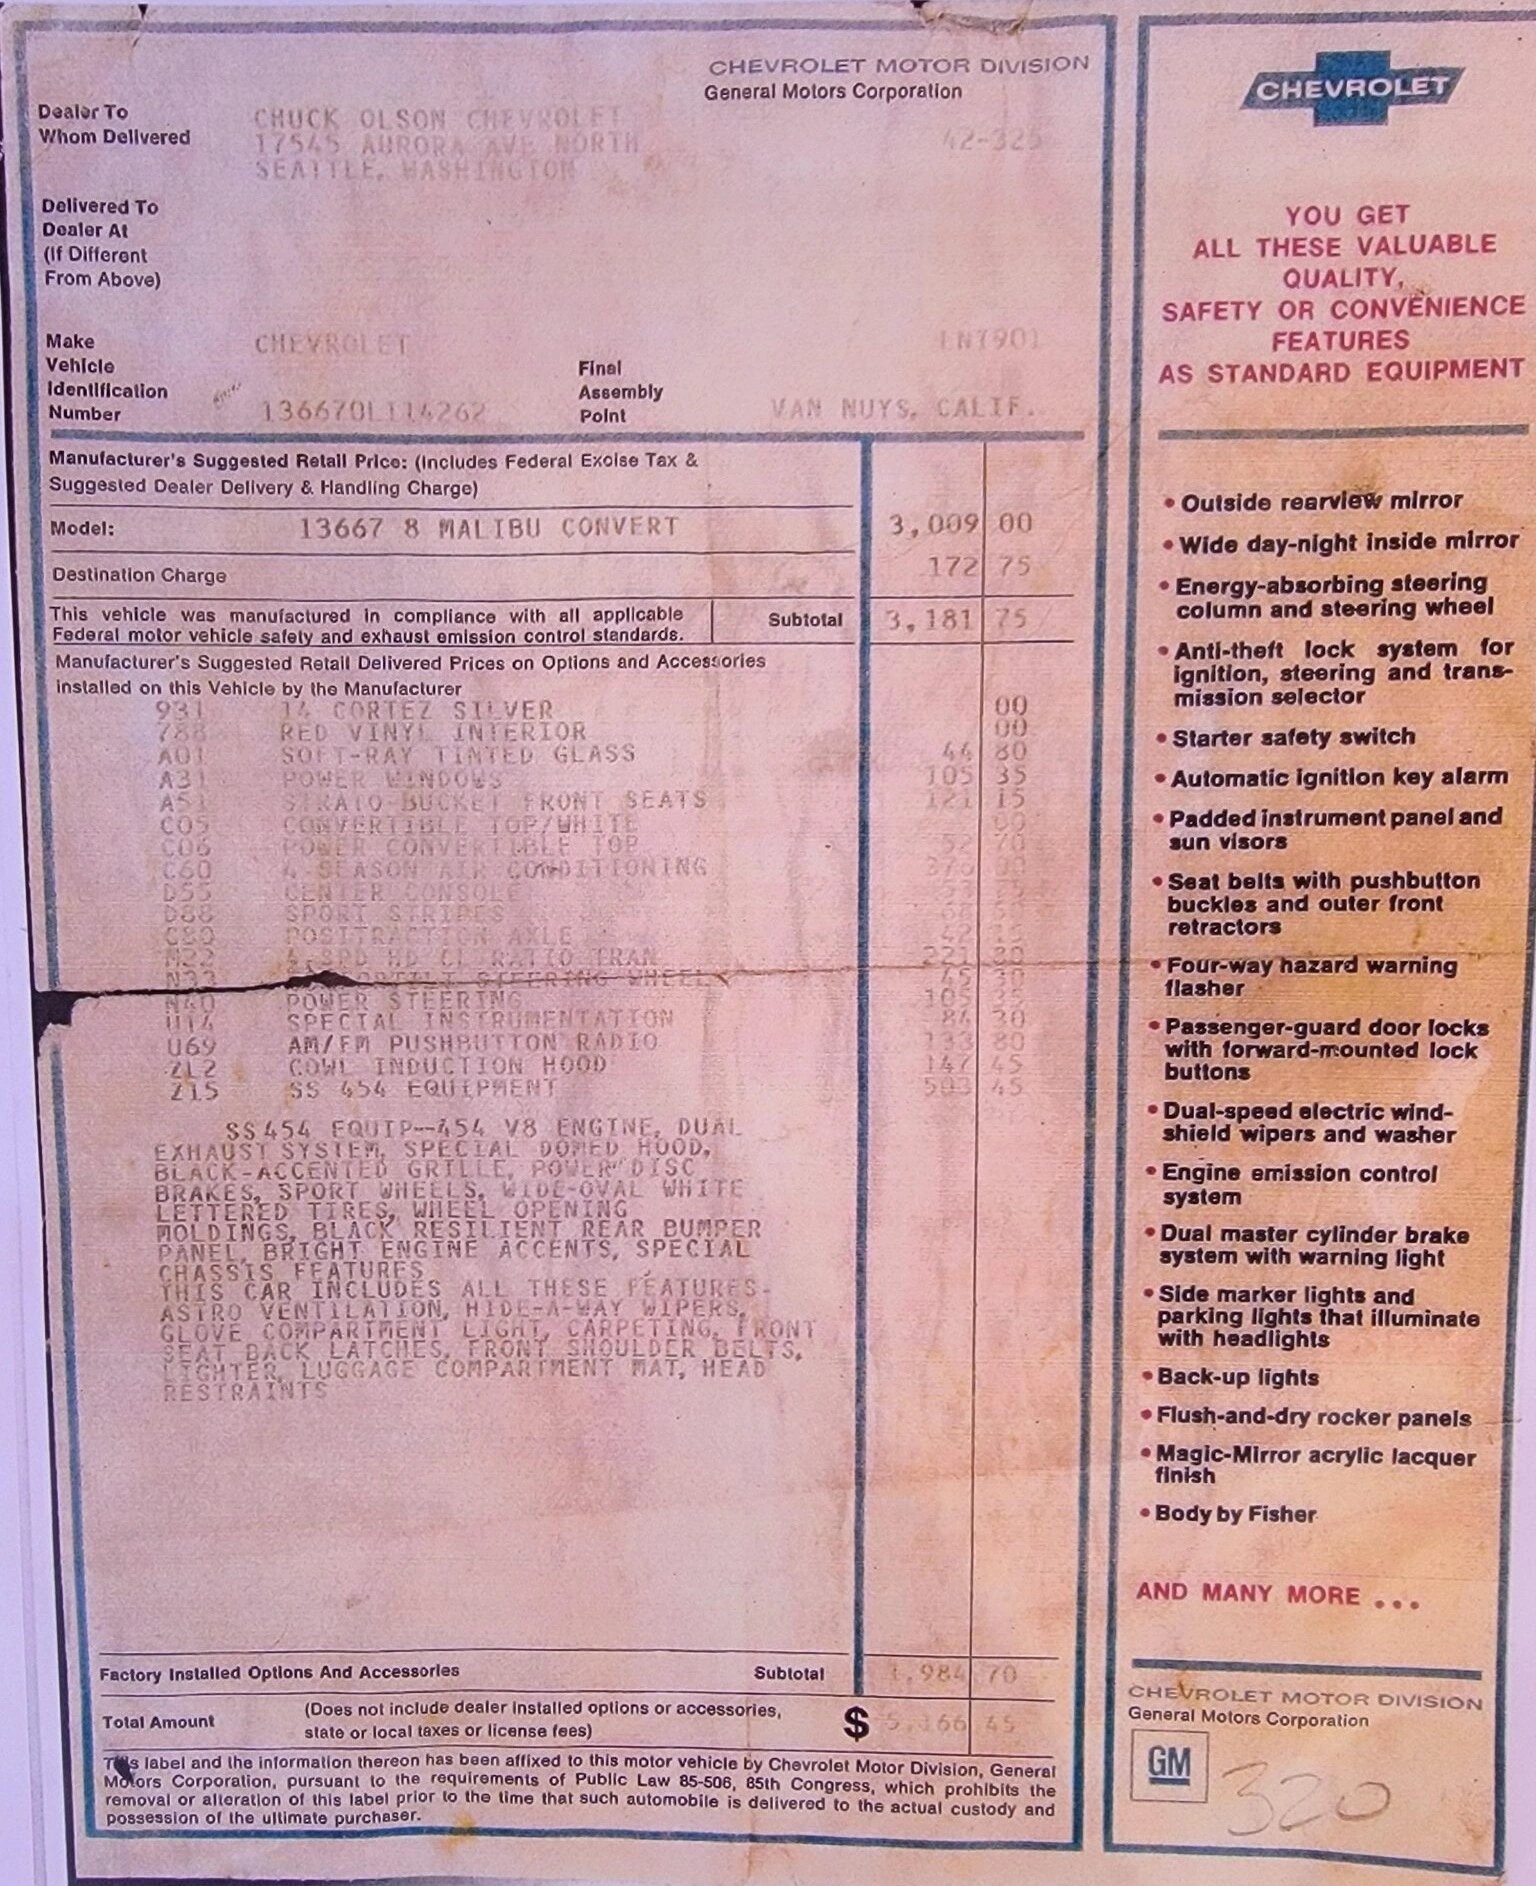 CHEVROLET MOTOR DIVISION
General Motors Corporation
Dealer To
Whom Delivered
CHUCK OLSON CHEVROLET
17545 AURORA AVE NORTH
SEATTLE, WASHINGTON
42-325
Delivered To
Dealer At
(If Different
From Above)
Make
CHEVROLET
Vehicle
Identification
Number
136670L114262
Final
Assembly
Point
VAN NUYS, CALIF.
Manufacturer's Suggested Retail Price: (Includes Federal Excise Tax &
Suggested Dealer Delivery & Handling Charge)
Model: 13667 8 MALIBU CONVERT 3,009 00
Destination Charge 172 75
This vehicle was manufactured in compliance with all applicable
Federal motor vehicle safety and exhaust emission control standards.
Subtotal 3,181 75
Manufacturer's Suggested Retail Delivered Prices on Options and Accessories
installed on this Vehicle by the Manufacturer
931 14 CORTEZ SILVER 00
788 RED VINYL INTERIOR 00
A01 SOFT-RAY TINTED GLASS 44 80
A31 POWER WINDOWS 105 35
A51 STRATO-BUCKET FRONT SEATS 121 15
C05 CONVERTIBLE TOP/WHITE 00
C06 POWER CONVERTIBLE TOP 52 70
C60 4 SEASON AIR CONDITIONING 376
D55 CENTER CONSOLE
D88 SPORT STRIPES
G80 POSITRACTION AXLE 42
M22 4-SPD HD CL RATIO TRAN 221 80
N33 STEERING WHEEL 45 30
N40 POWER STEERING 105 35
U14 SPECIAL INSTRUMENTATION 84 30
U69 AM/FM PUSHBUTTON RADIO 133 80
ZL2 COWL INDUCTION HOOD 147 45
Z15 SS 454 EQUIPMENT 503 45
SS454 EQUIP--454 V8 ENGINE, DUAL
EXHAUST SYSTEM, SPECIAL DOMED HOOD,
BLACK-ACCENTED GRILLE, POWER DISC
BRAKES, SPORT WHEELS, WIDE-OVAL WHITE
LETTERED TIRES, WHEEL OPENING
MOLDINGS, BLACK RESILIENT REAR BUMPER
PANEL, BRIGHT ENGINE ACCENTS, SPECIAL
CHASSIS FEATURES
THIS CAR INCLUDES ALL THESE FEATURES-
ASTRO VENTILATION, HIDE-A-WAY WIPERS,
GLOVE COMPARTMENT LIGHT, CARPETING, FRONT
SEAT BACK LATCHES, FRONT SHOULDER BELTS,
LIGHTER, LUGGAGE COMPARTMENT MAT, HEAD
RESTRAINTS
Factory Installed Options And Accessories Subtotal 1,984 70
Total Amount (Does not include dealer installed options or accessories,
state or local taxes or license fees) $ 5,166 45
This label and the information thereon has been affixed to this motor vehicle by Chevrolet Motor Division, General
Motors Corporation, pursuant to the requirements of Public Law 85-506, 85th Congress, which prohibits the
removal or alteration of this label prior to the time that such automobile is delivered to the actual custody and
possession of the ultimate purchaser.
CHEVROLET
YOU GET
ALL THESE VALUABLE
QUALITY,
SAFETY OR CONVENIENCE
FEATURES
AS STANDARD EQUIPMENT
• Outside rearview mirror
• Wide day-night inside mirror
• Energy-absorbing steering
column and steering wheel
• Anti-theft lock system for
ignition, steering and trans-
mission selector
• Starter safety switch
• Automatic ignition key alarm
• Padded instrument panel and
sun visors
• Seat belts with pushbutton
buckles and outer front
retractors
• Four-way hazard warning
flasher
• Passenger-guard door locks
with forward-mounted lock
buttons
• Dual-speed electric wind-
shield wipers and washer
• Engine emission control
system
• Dual master cylinder brake
system with warning light
• Side marker lights and
parking lights that illuminate
with headlights
• Back-up lights
• Flush-and-dry rocker panels
• Magic-Mirror acrylic lacquer
finish
• Body by Fisher
AND MANY MORE ...
CHEVROLET MOTOR DIVISION
General Motors Corporation
GM
320